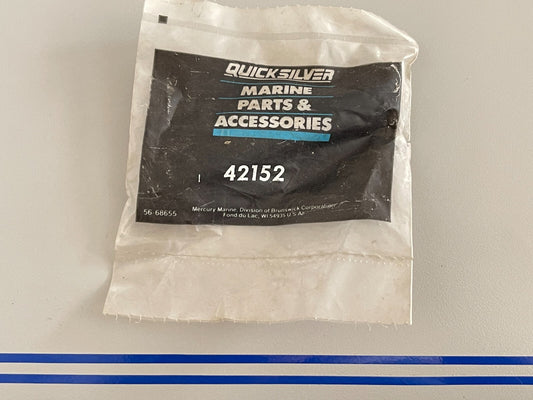 QUICKSILVER
MARINE
PARTS &
ACCESSORIES
42152
56-68655
Mercury Marine, Division of Brunswick Corporation
Fond du Lac, WI 54935 U.S.A.